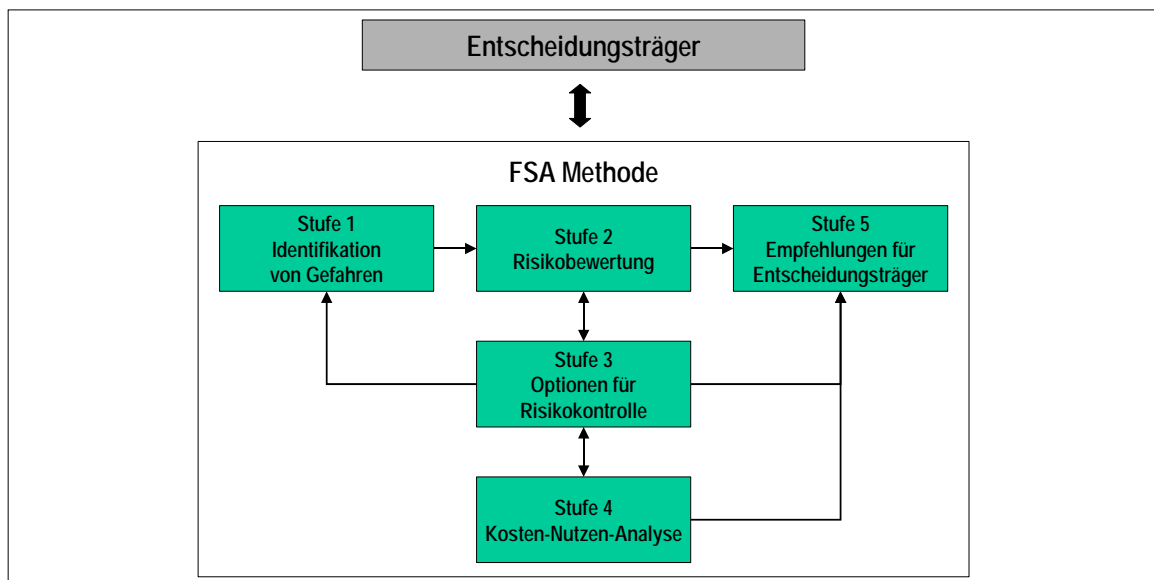 Entscheidungsträger
FSA Methode
Stufe 1
Identifikation
von Gefahren
Stufe 2
Risikobewertung
Stufe 5
Empfehlungen für
Entscheidungsträger
Stufe 3
Optionen für
Risikokontrolle
Stufe 4
Kosten-Nutzen-Analyse